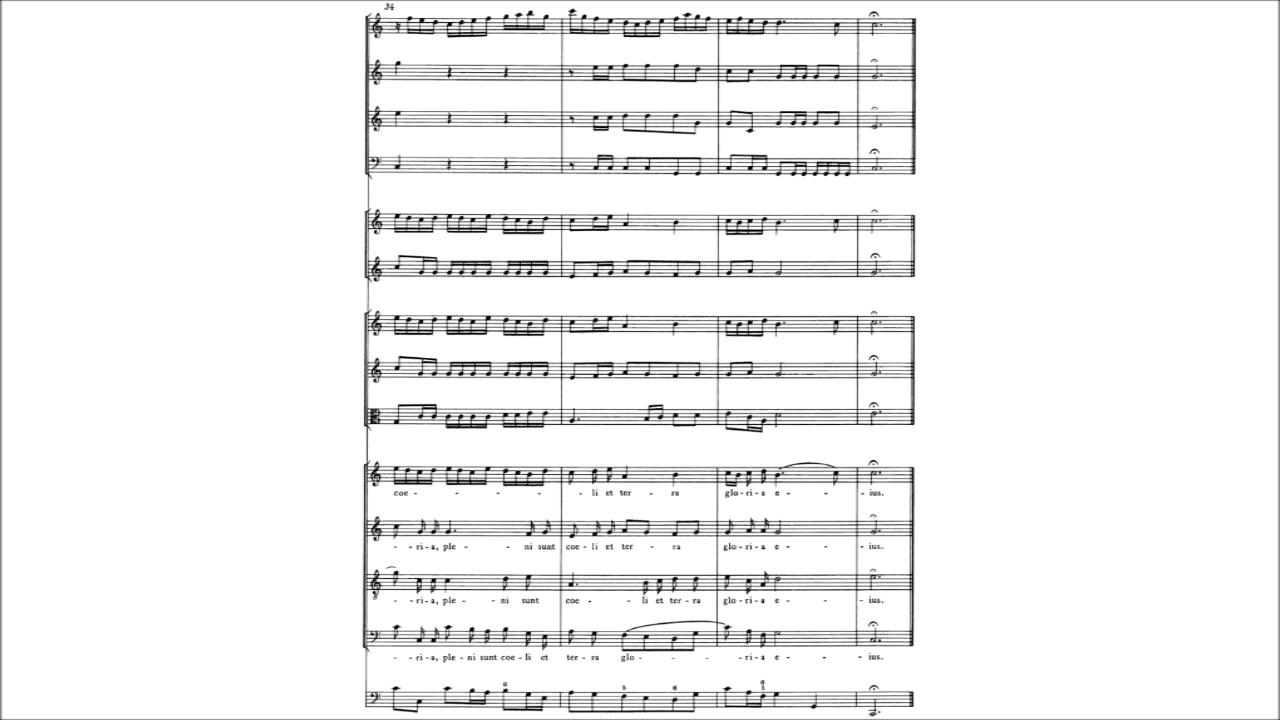 34
coe - - - - - - li et ter - - ra glo - ri - a e - - - ius.
- - ri - a, ple - - ni sunt coe - li et ter - - ra glo - ri - a e - - - ius.
- - ri - a, ple - - ni sunt coe - - li et ter - ra glo - ri - a e - - - ius.
- - ri - a, ple - ni sunt coe - li et ter - ra glo - - - - ri - a e - - - ius.